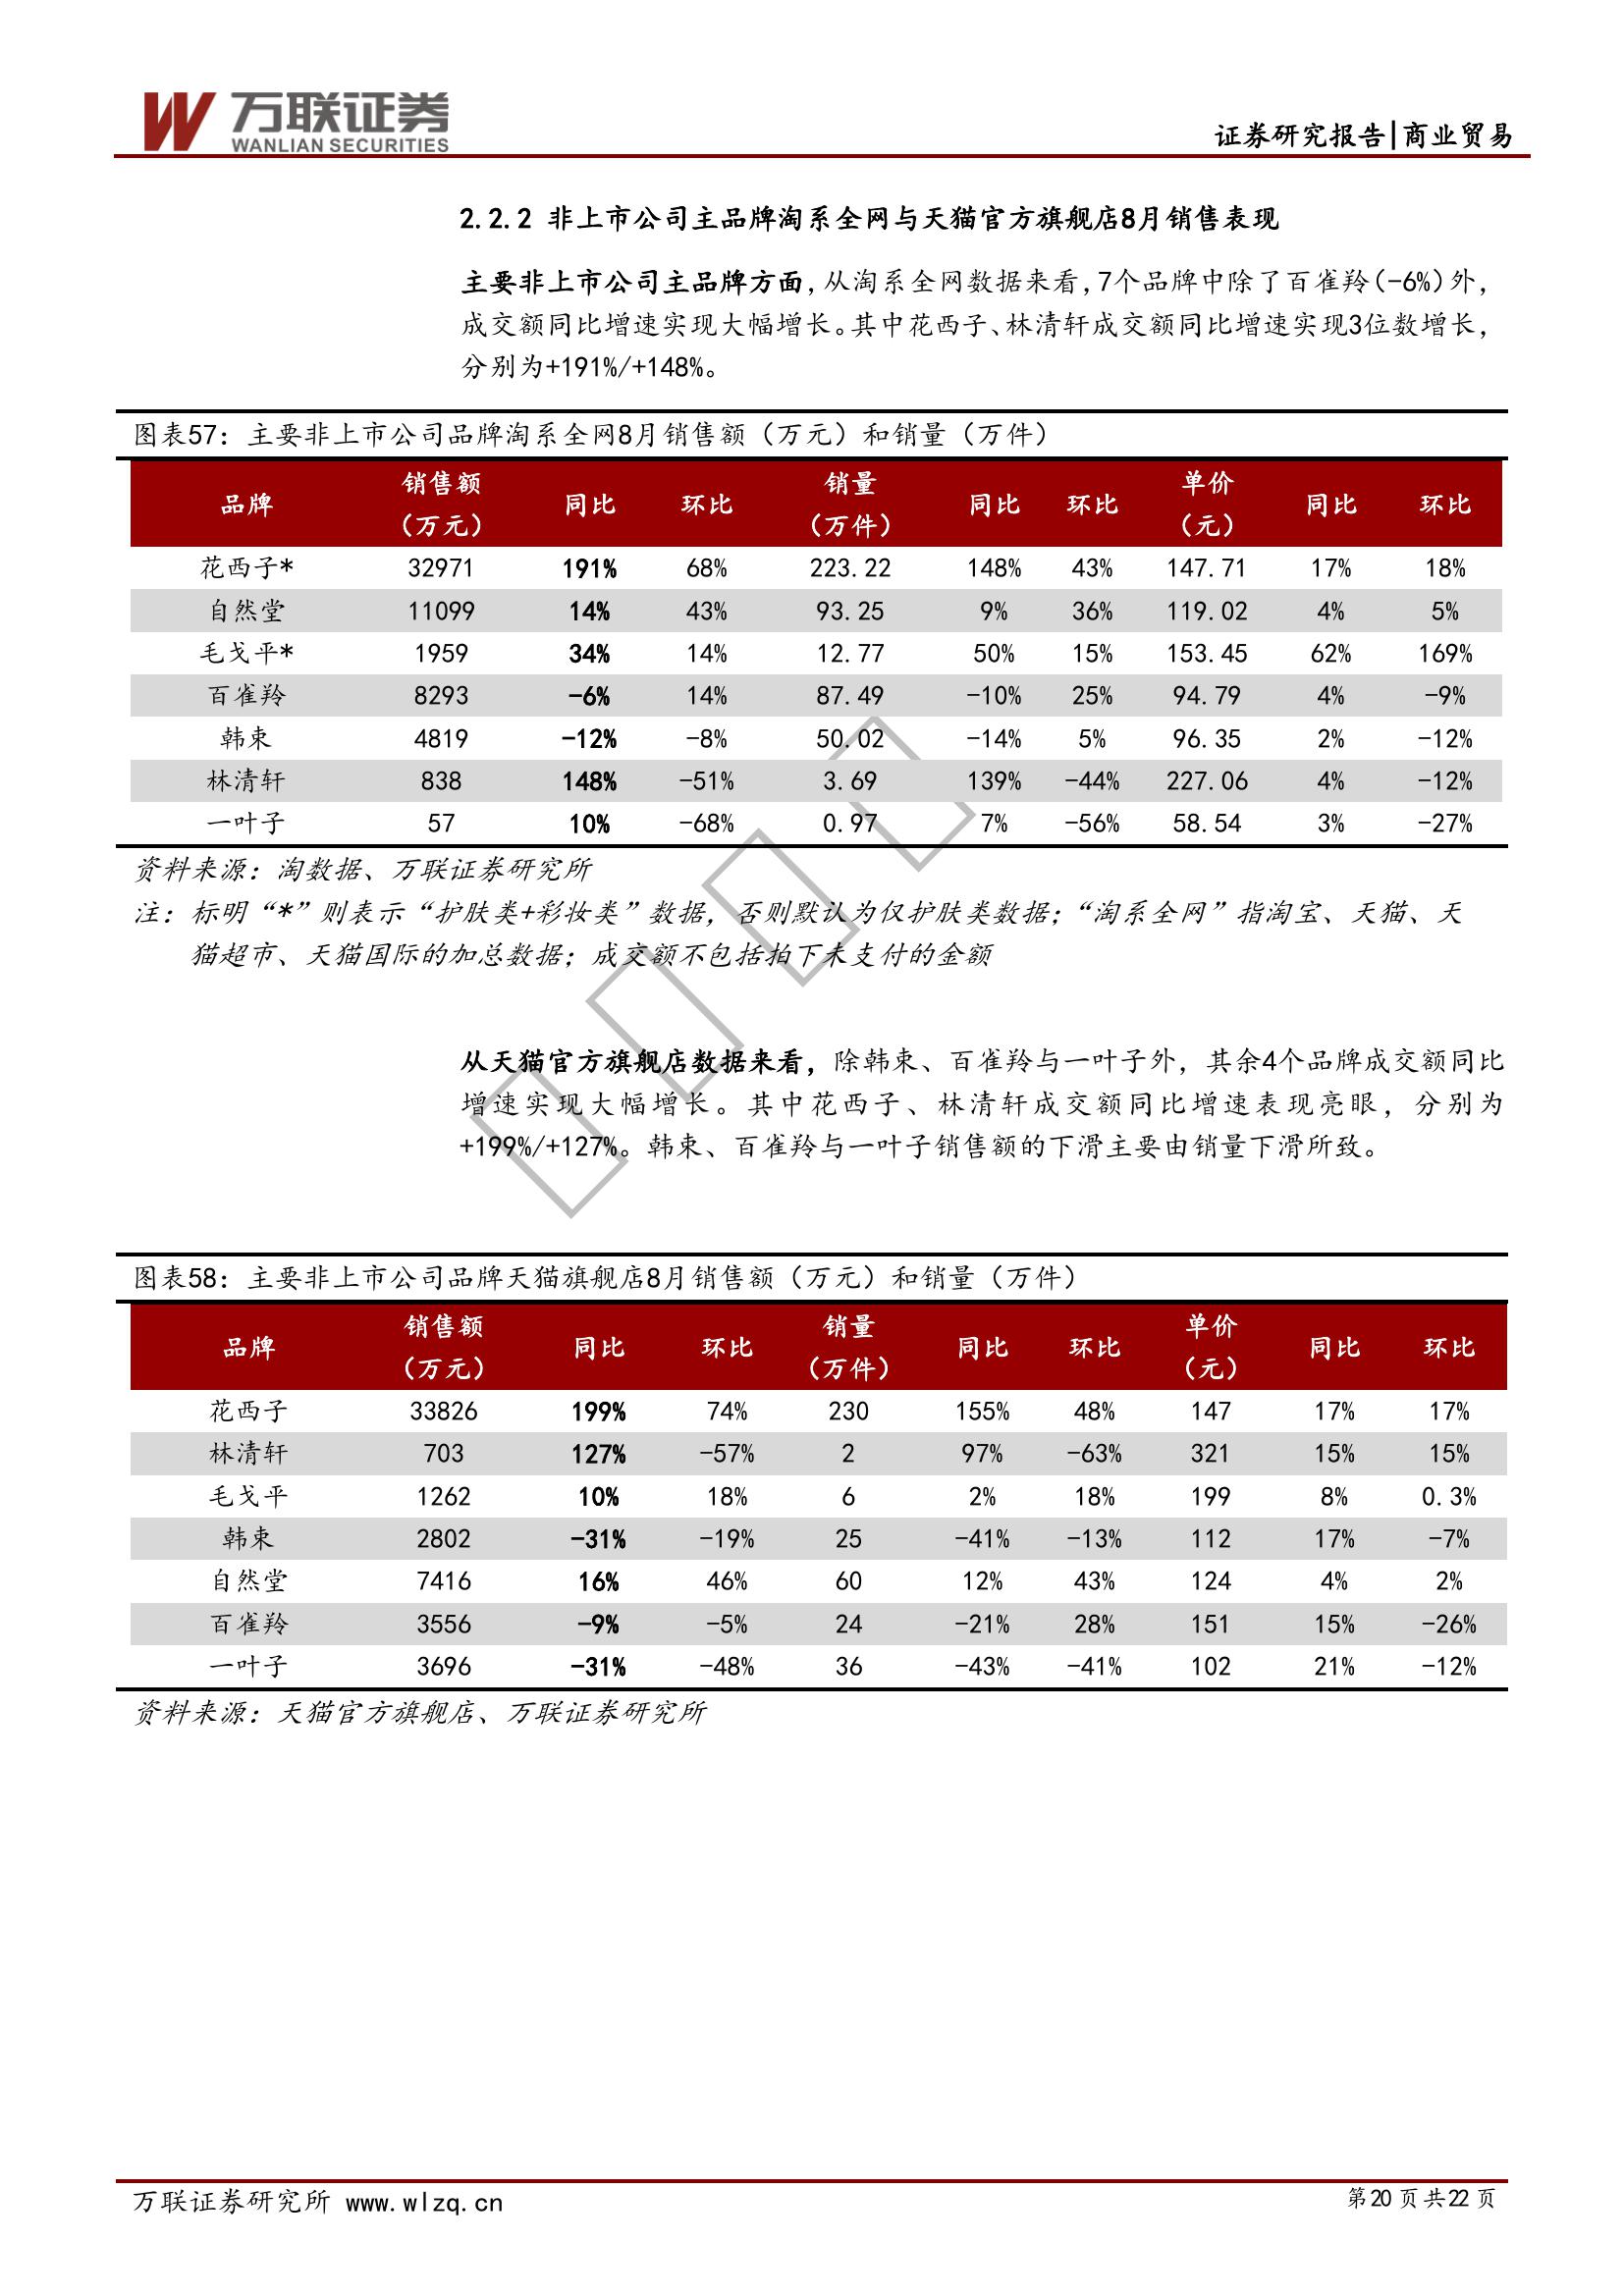 万联证券
WANLIAN SECURITIES
证券研究报告|商业贸易
2.2.2 非上市公司主品牌淘系全网与天猫官方旗舰店8月销售表现
主要非上市公司主品牌方面，从淘系全网数据来看，7个品牌中除了百雀羚(-6%)外，
成交额同比增速实现大幅增长。其中花西子、林清轩成交额同比增速实现3位数增长，
分别为+191%/+148%。
图表57：主要非上市公司品牌淘系全网8月销售额（万元）和销量（万件）
品牌 销售额（万元） 同比 环比 销量（万件） 同比 环比 单价（元） 同比 环比
花西子* 32971 191% 68% 223.22 148% 43% 147.71 17% 18%
自然堂 11099 14% 43% 93.25 9% 36% 119.02 4% 5%
毛戈平* 1959 34% 14% 12.77 50% 15% 153.45 62% 169%
百雀羚 8293 -6% 14% 87.49 -10% 25% 94.79 4% -9%
韩束 4819 -12% -8% 50.02 -14% 5% 96.35 2% -12%
林清轩 838 148% -51% 3.69 139% -44% 227.06 4% -12%
一叶子 57 10% -68% 0.97 7% -56% 58.54 3% -27%
资料来源：淘数据、万联证券研究所
注：标明“*”则表示“护肤类+彩妆类”数据，否则默认为仅护肤类数据；“淘系全网”指淘宝、天猫、天
猫超市、天猫国际的加总数据；成交额不包括拍下未支付的金额
从天猫官方旗舰店数据来看，除韩束、百雀羚与一叶子外，其余4个品牌成交额同比
增速实现大幅增长。其中花西子、林清轩成交额同比增速表现亮眼，分别为
+199%/+127%。韩束、百雀羚与一叶子销售额的下滑主要由销量下滑所致。
图表58：主要非上市公司品牌天猫旗舰店8月销售额（万元）和销量（万件）
品牌 销售额（万元） 同比 环比 销量（万件） 同比 环比 单价（元） 同比 环比
花西子 33826 199% 74% 230 155% 48% 147 17% 17%
林清轩 703 127% -57% 2 97% -63% 321 15% 15%
毛戈平 1262 10% 18% 6 2% 18% 199 8% 0.3%
韩束 2802 -31% -19% 25 -41% -13% 112 17% -7%
自然堂 7416 16% 46% 60 12% 43% 124 4% 2%
百雀羚 3556 -9% -5% 24 -21% 28% 151 15% -26%
一叶子 3696 -31% -48% 36 -43% -41% 102 21% -12%
资料来源：天猫官方旗舰店、万联证券研究所
万联证券研究所 www.wlzq.cn
第20页共22页